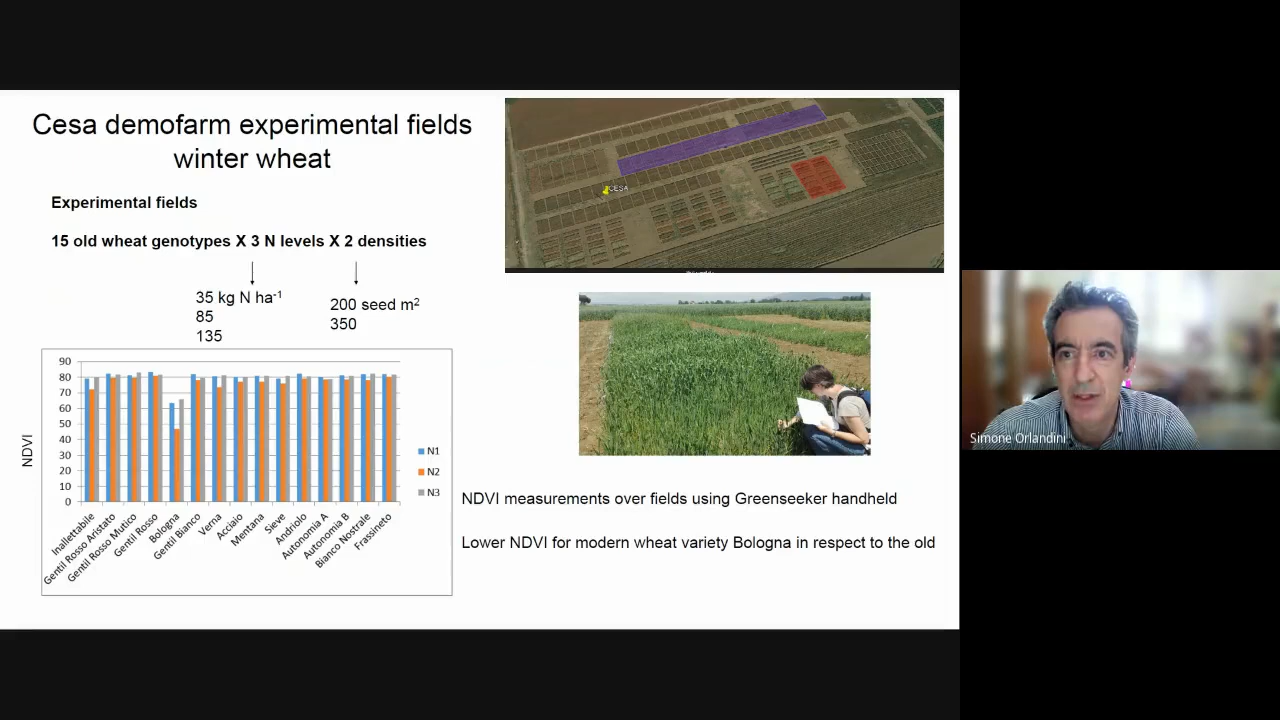 Cesa demofarm experimental fields
winter wheat
Experimental fields
15 old wheat genotypes X 3 N levels X 2 densities
35 kg N ha-1
85
135
200 seed m2
350
CESA
90
80
70
60
50
40
30
20
10
0
NDVI
Inallettabile
Gentil Rosso Aristato
Gentil Rosso Mutico
Gentil Rosso
Bologna
Gentil Bianco
Verna
Acciaio
Mentana
Sieve
Andriolo
Autonomia A
Autonomia B
Bianco Nostrale
Frassineto
N1
N2
N3
NDVI measurements over fields using Greenseeker handheld
Lower NDVI for modern wheat variety Bologna in respect to the old
Simone Orlandini